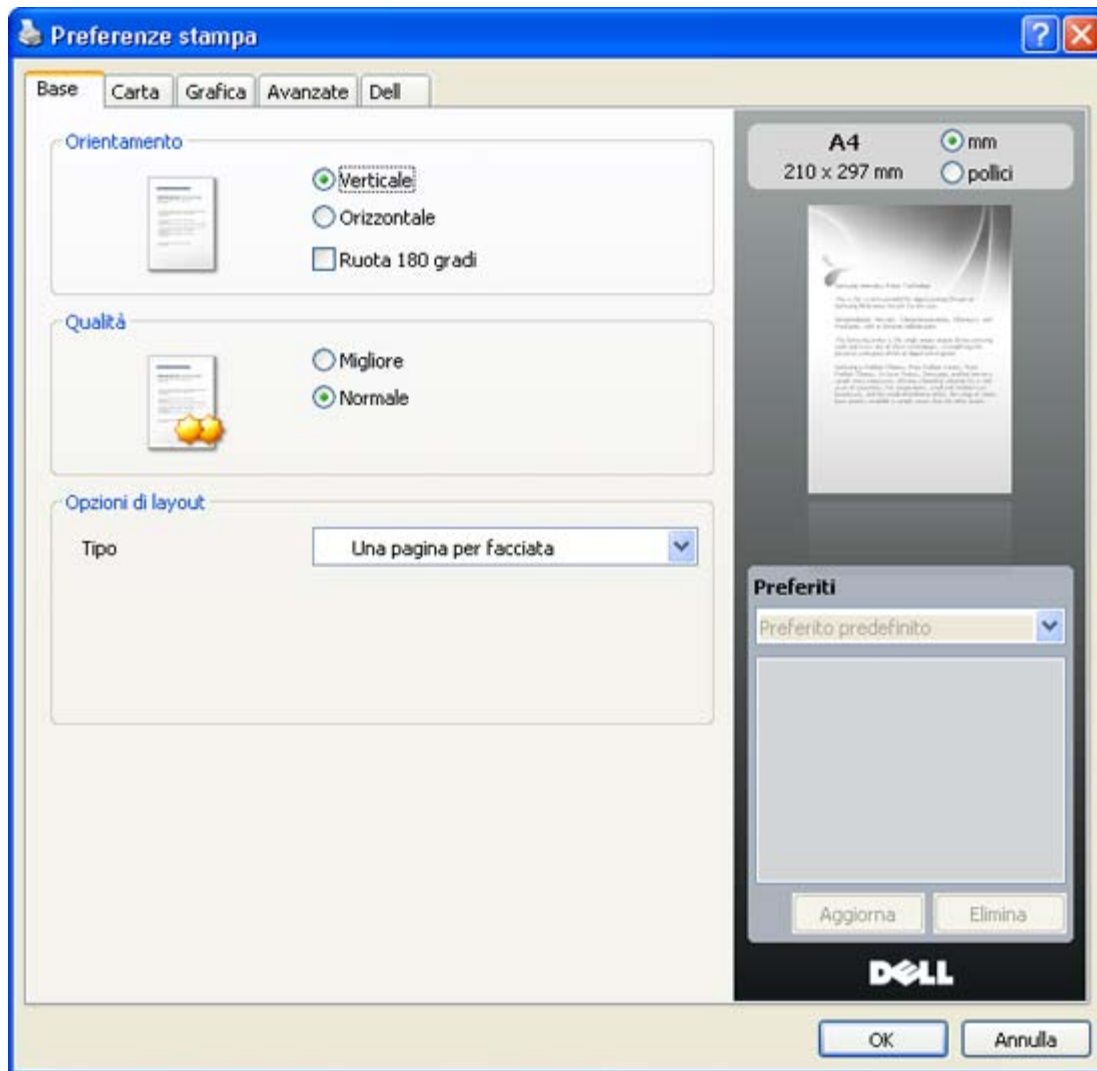 Preferenze stampa
Base
Carta
Grafica
Avanzate
Dell
Orientamento
Verticale
Orizzontale
Ruota 180 gradi
Qualità
Migliore
Normale
Opzioni di layout
Tipo
Una pagina per facciata
A4
210 x 297 mm
mm
pollici
Preferiti
Preferito predefinito
Aggiorna
Elimina
DELL
OK
Annulla